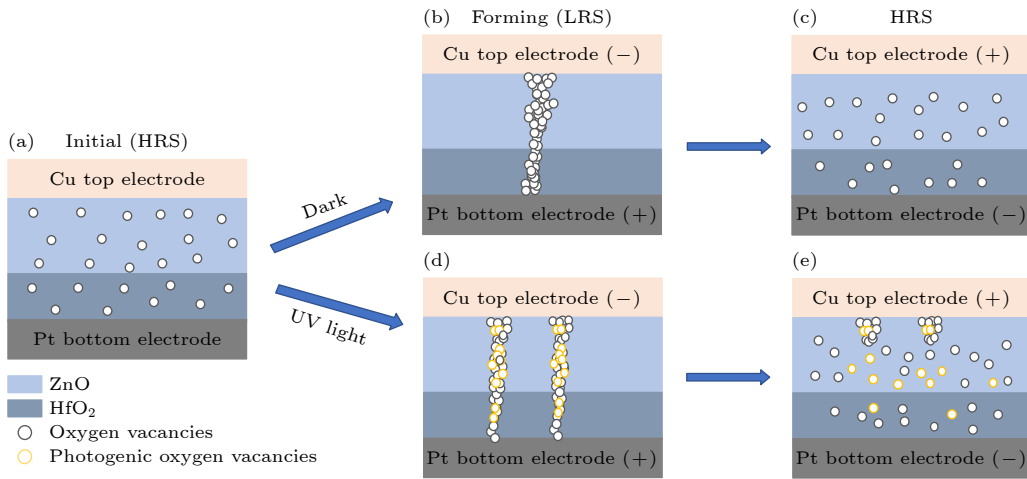 (a) Initial (HRS)
Cu top electrode
Pt bottom electrode
ZnO
HfO₂
Oxygen vacancies
Photogenic oxygen vacancies
Dark
UV light
(b) Forming (LRS)
Cu top electrode (−)
Pt bottom electrode (+)
(c) HRS
Cu top electrode (+)
Pt bottom electrode (−)
(d)
Cu top electrode (−)
Pt bottom electrode (+)
(e)
Cu top electrode (+)
Pt bottom electrode (−)